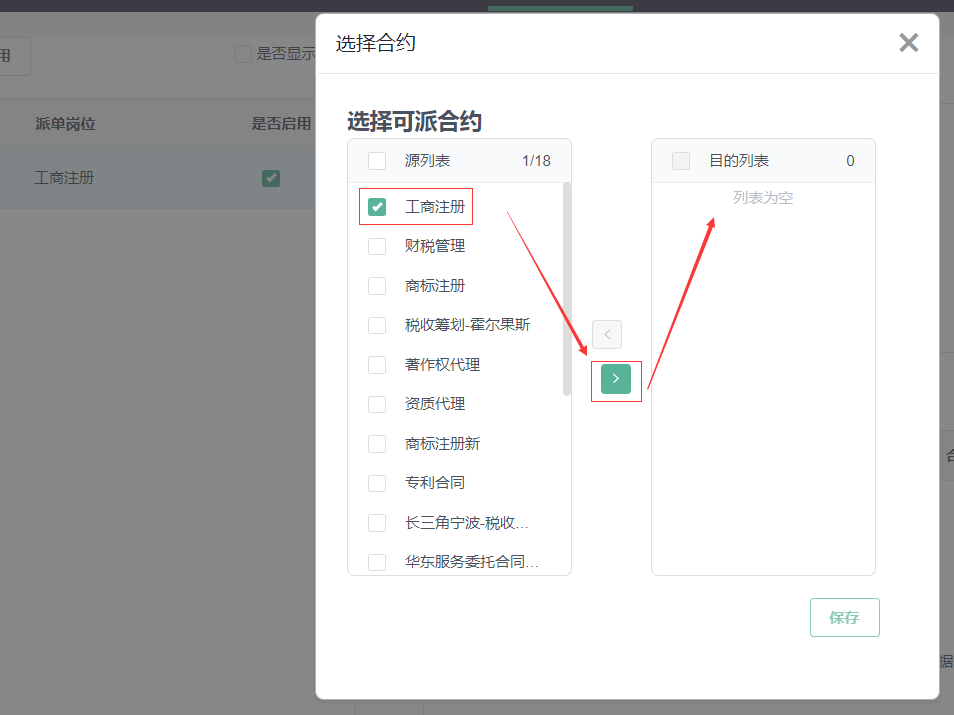 选择合约
用
是否显示
派单岗位
是否启用
工商注册
选择可派合约
源列表
1/18
工商注册
财税管理
商标注册
税收筹划-霍尔果斯
著作权代理
资质代理
商标注册新
专利合同
长三角宁波-税收...
华东服务委托合同...
目的列表
0
列表为空
保存
据